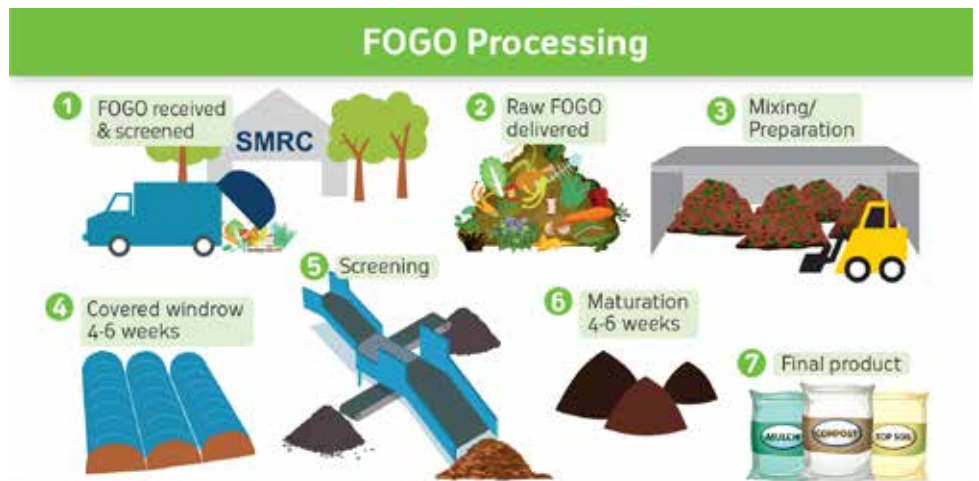 FOGO Processing
1
FOGO received
& screened
SMRC
2
Raw FOGO
delivered
3
Mixing/
Preparation
4
Covered windrow
4-6 weeks
5
Screening
6
Maturation
4-6 weeks
7
Final product
MULCH
COMPOST
TOP SOIL